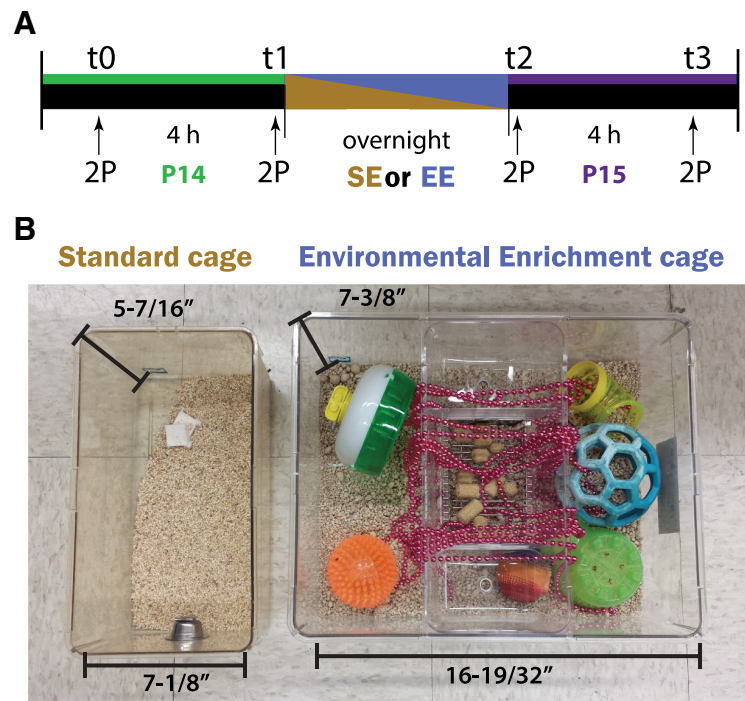 A
t0 t1 t2 t3
4 h overnight 4 h
2P P14 2P SE or EE 2P P15 2P
B
Standard cage Environmental Enrichment cage
5-7/16” 7-3/8”
7-1/8” 16-19/32”